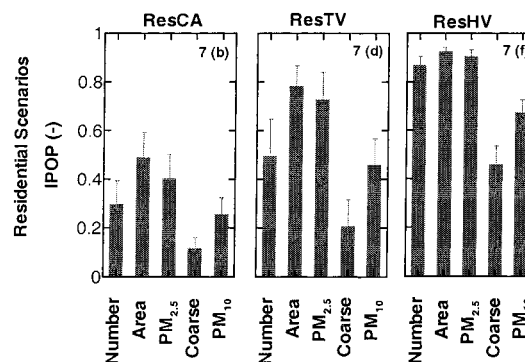 ResCA ResTV ResHV
Residential Scenarios
IPOP (-)
1
0.8
0.6
0.4
0.2
0
7 (b)
7 (d)
7 (f)
Number Area PM2.5 Coarse PM10
Number Area PM2.5 Coarse PM10
Number Area PM2.5 Coarse PM10